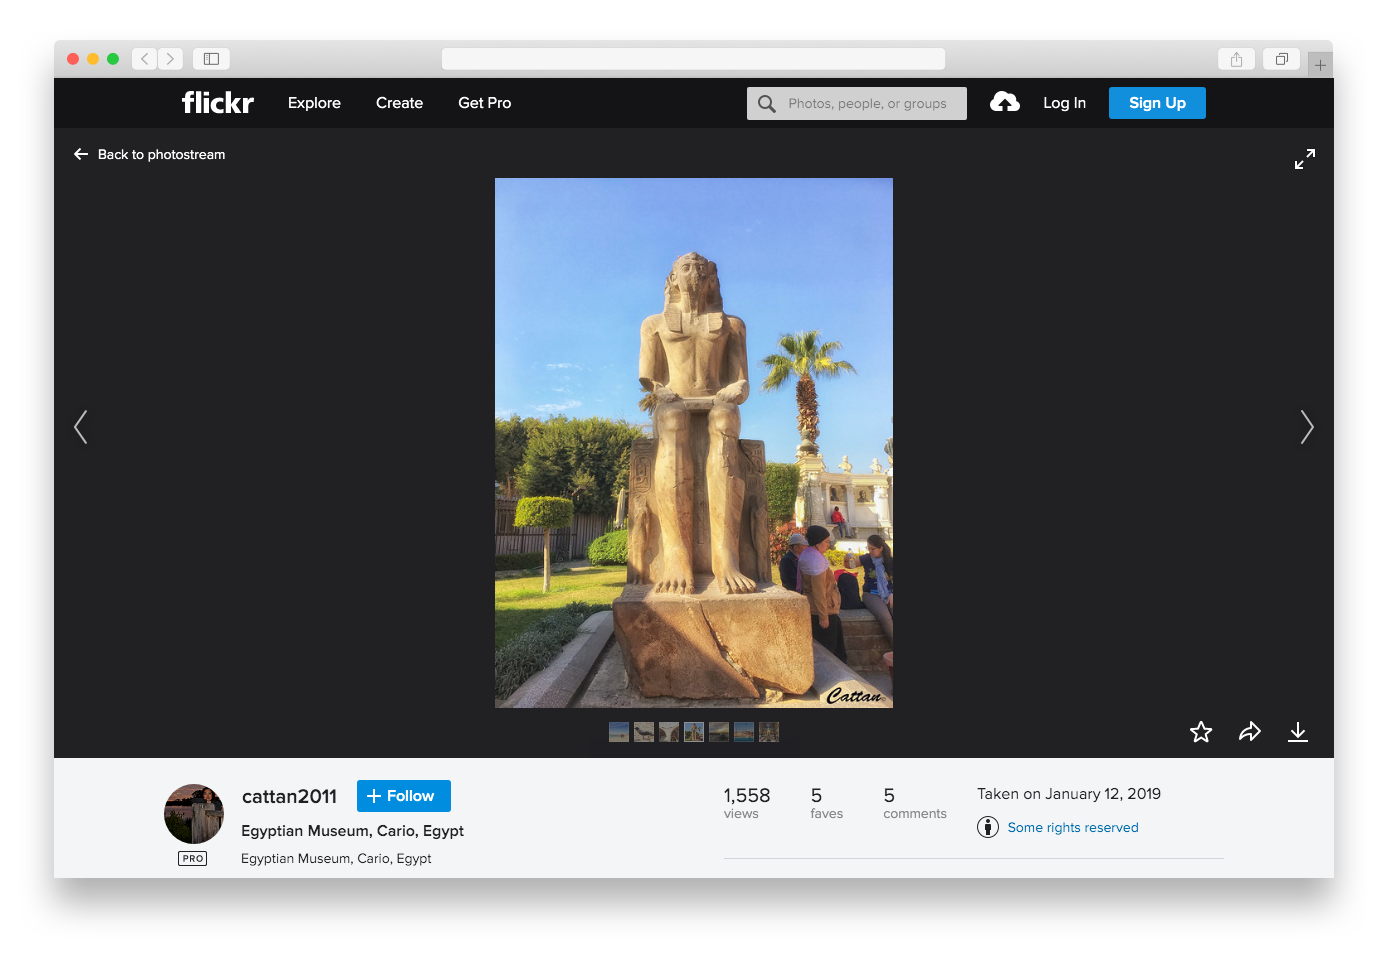 flickr
Explore
Create
Get Pro
Photos, people, or groups
Log In
Sign Up
Back to photostream
Cattan
cattan2011
Follow
Egyptian Museum, Cario, Egypt
Egyptian Museum, Cario, Egypt
PRO
1,558
views
5
faves
5
comments
Taken on January 12, 2019
Some rights reserved